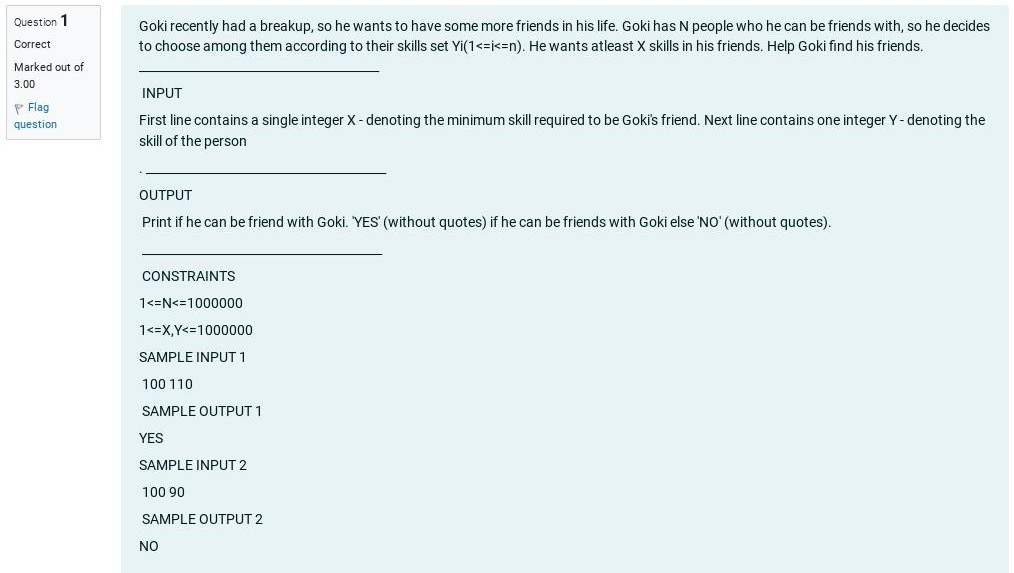 Question 1
Correct
Marked out of
3.00
Flag
question
Goki recently had a breakup, so he wants to have some more friends in his life. Goki has N people who he can be friends with, so he decides
to choose among them according to their skills set Yi(1<=i<=n). He wants atleast X skills in his friends. Help Goki find his friends.
INPUT
First line contains a single integer X - denoting the minimum skill required to be Goki's friend. Next line contains one integer Y - denoting the
skill of the person
.
OUTPUT
Print if he can be friend with Goki. 'YES' (without quotes) if he can be friends with Goki else 'NO' (without quotes).
CONSTRAINTS
1<=N<=1000000
1<=X,Y<=1000000
SAMPLE INPUT 1
100 110
SAMPLE OUTPUT 1
YES
SAMPLE INPUT 2
100 90
SAMPLE OUTPUT 2
NO